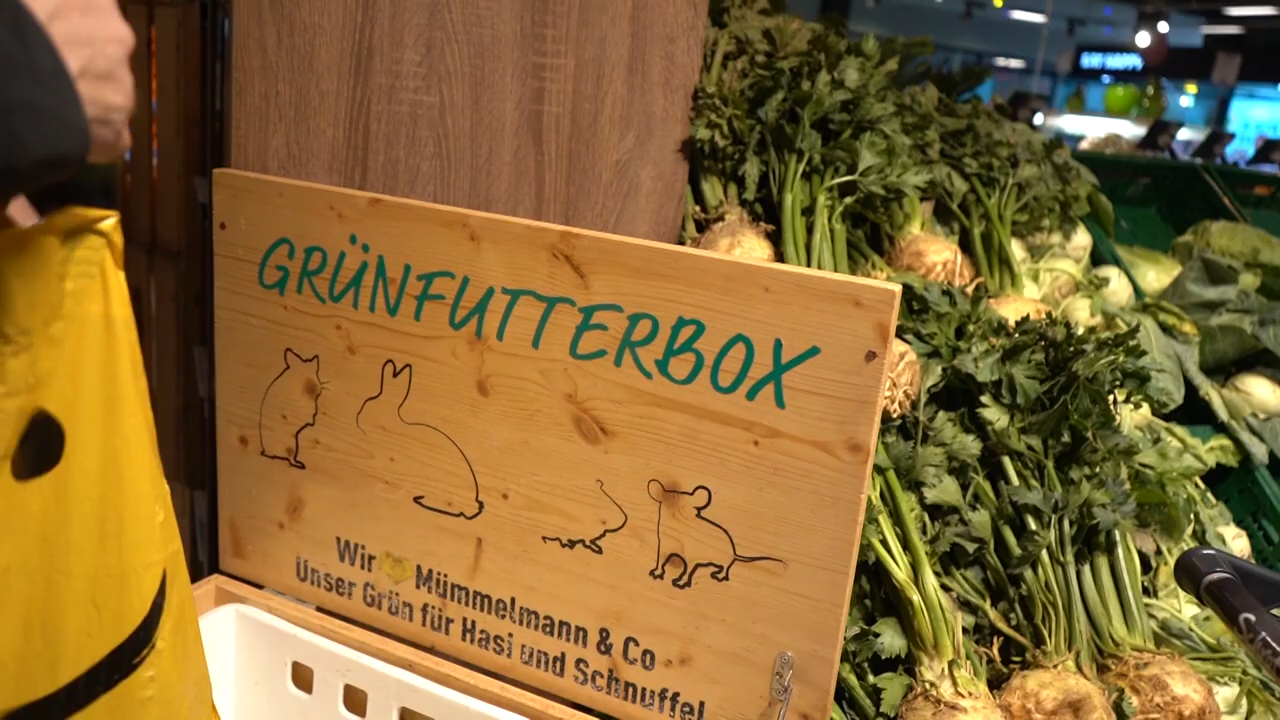 GRÜNFUTTERBOX
Wir Mümmelmann & Co
Unser Grün für Hasi und Schnuffel